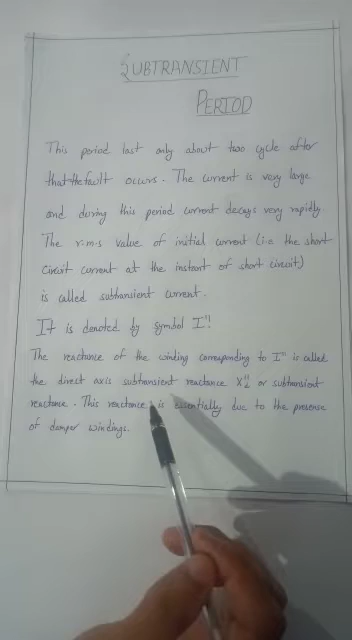 SUBTRANSIENT
PERIOD
This period last only about two cycle after
that the fault occurs. The current is very large
and during this period current decays very rapidly
The r.m.s value of initial current (i.e the short
circuit current at the instant of short circuit)
is called subtransient current.
It is denoted by symbol I".
The reactance of the winding corresponding to I" is called
the direct axis subtransient reactance X"d or subtransient
reactance. This reactance is essentially due to the presense
of damper windings.